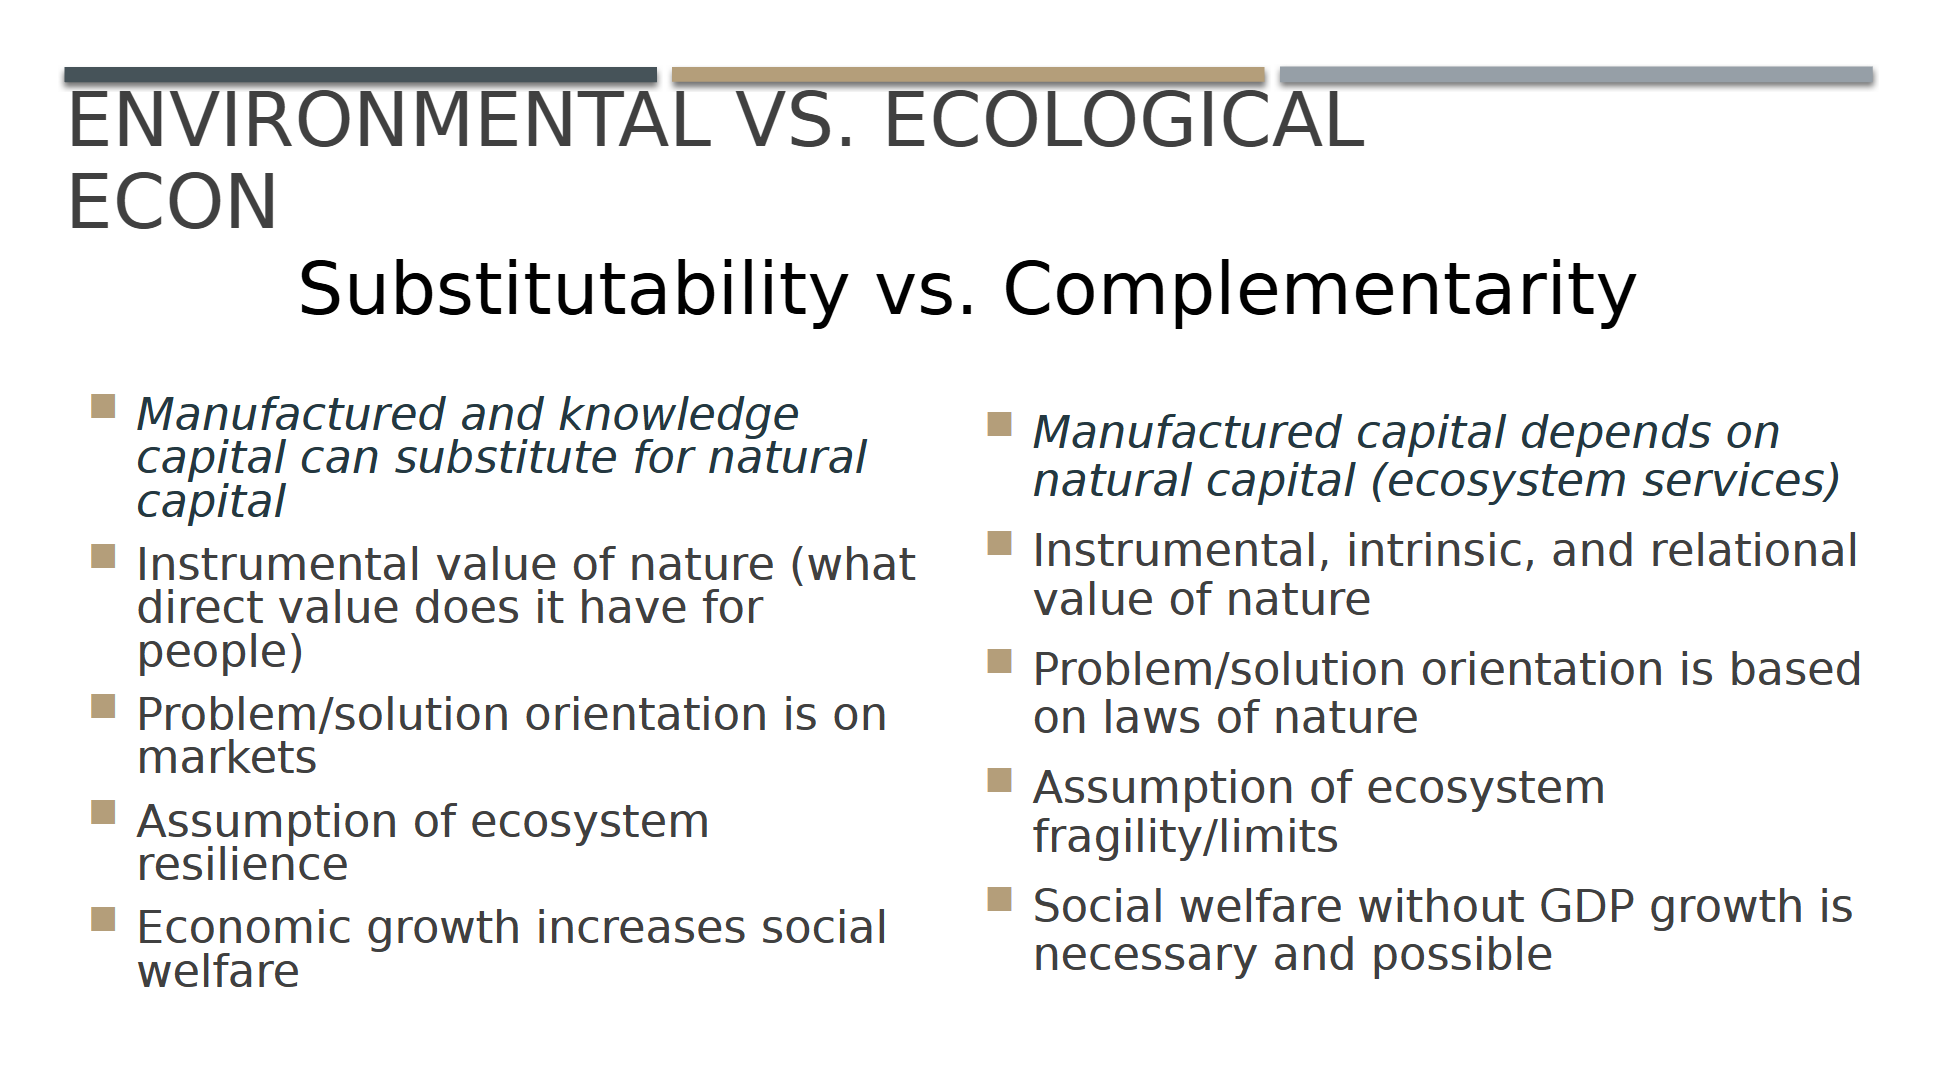 ENVIRONMENTAL VS. ECOLOGICAL
ECON
Substitutability vs. Complementarity
Manufactured and knowledge
capital can substitute for natural
capital
Instrumental value of nature (what
direct value does it have for
people)
Problem/solution orientation is on
markets
Assumption of ecosystem
resilience
Economic growth increases social
welfare
Manufactured capital depends on
natural capital (ecosystem services)
Instrumental, intrinsic, and relational
value of nature
Problem/solution orientation is based
on laws of nature
Assumption of ecosystem
fragility/limits
Social welfare without GDP growth is
necessary and possible